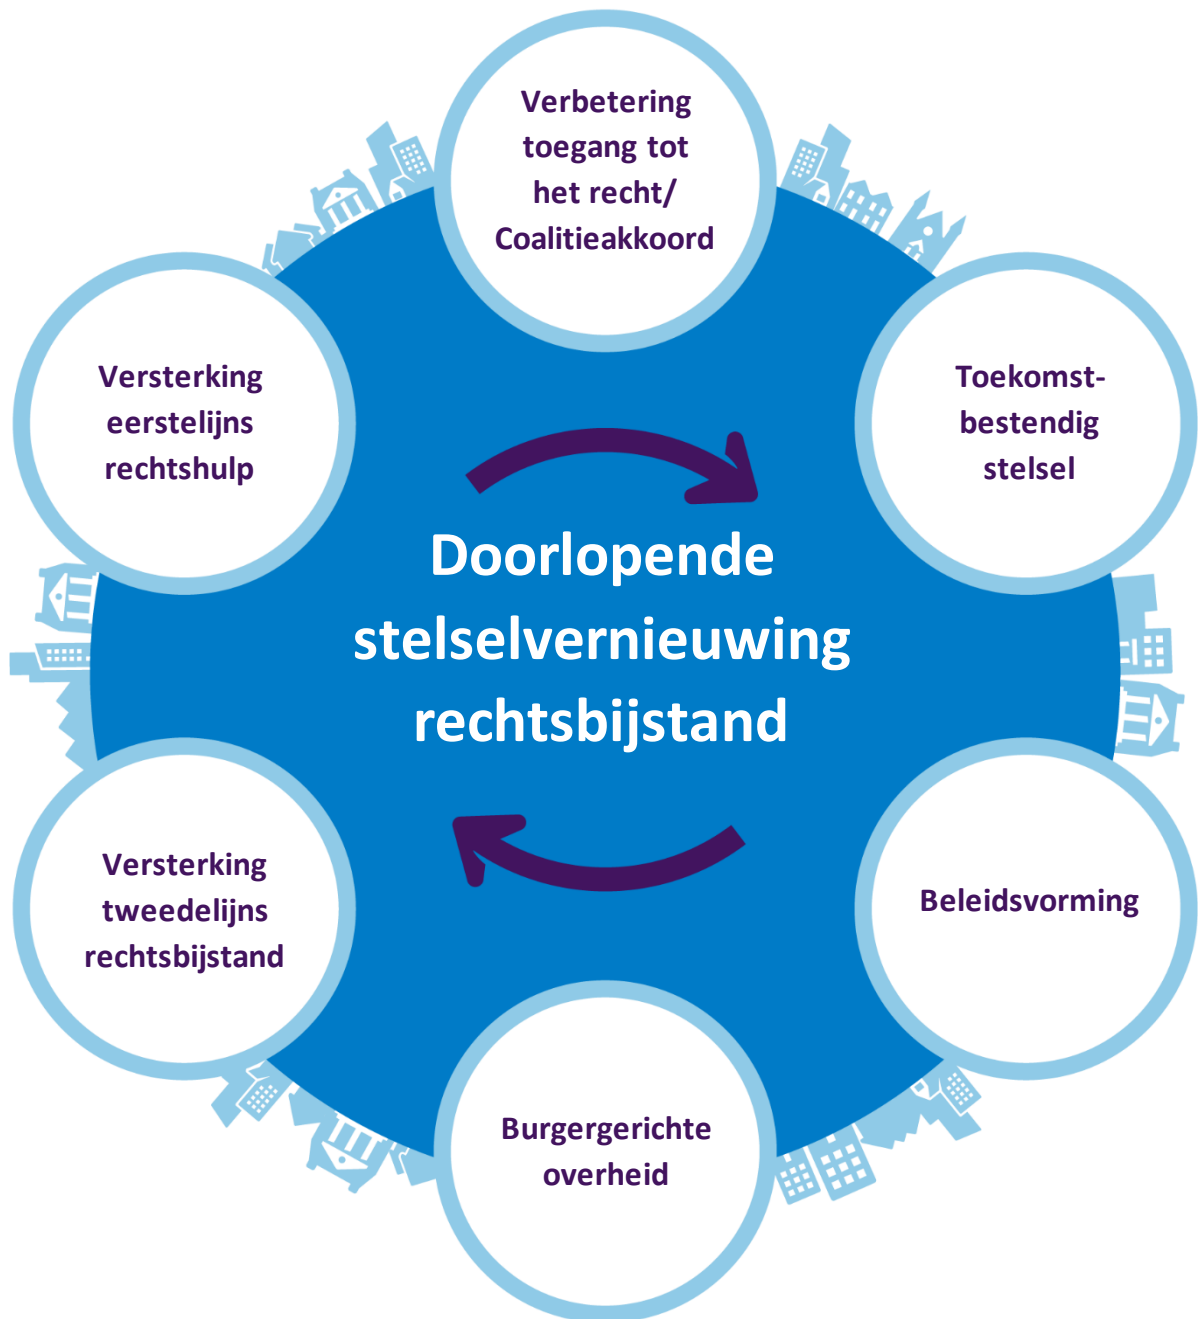 Verbetering
toegang tot
het recht/
Coalitieakkoord
Toekomst-
bestendig
stelsel
Beleidsvorming
Burgergerichte
overheid
Versterking
tweedelijns
rechtsbijstand
Versterking
eerstelijns
rechtshulp
Doorlopende
stelselvernieuwing
rechtsbijstand